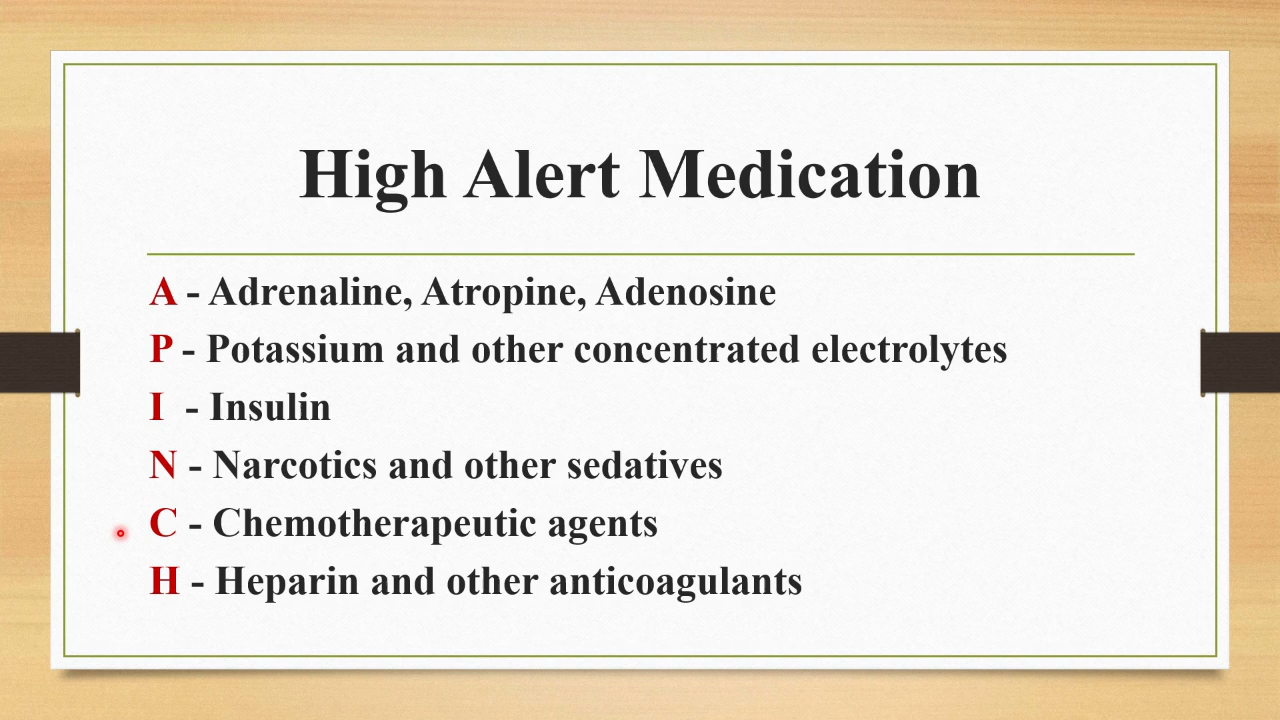 High Alert Medication
A - Adrenaline, Atropine, Adenosine
P - Potassium and other concentrated electrolytes
I - Insulin
N - Narcotics and other sedatives
C - Chemotherapeutic agents
H - Heparin and other anticoagulants